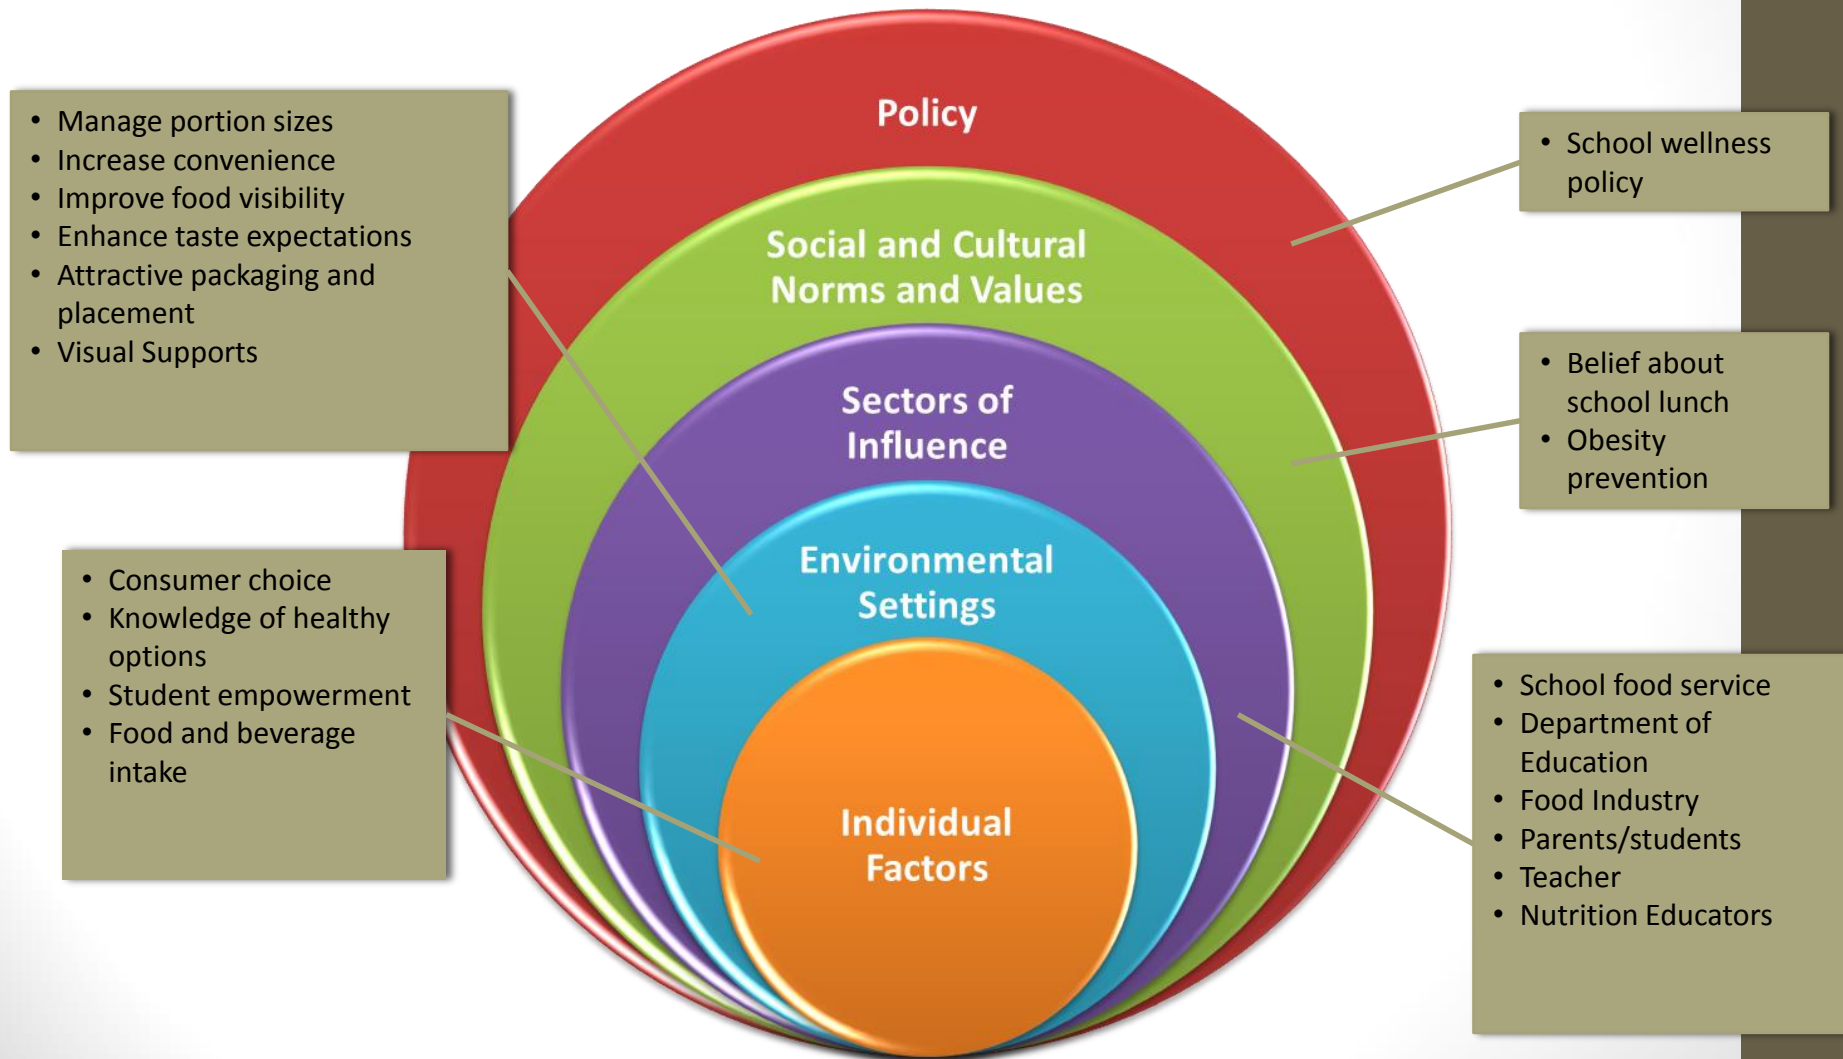 • Manage portion sizes
• Increase convenience
• Improve food visibility
• Enhance taste expectations
• Attractive packaging and
placement
• Visual Supports
• Consumer choice
• Knowledge of healthy
options
• Student empowerment
• Food and beverage
intake
Policy
Social and Cultural
Norms and Values
Sectors of
Influence
Environmental
Settings
Individual
Factors
• School wellness
policy
• Belief about
school lunch
• Obesity
prevention
• School food service
• Department of
Education
• Food Industry
• Parents/students
• Teacher
• Nutrition Educators